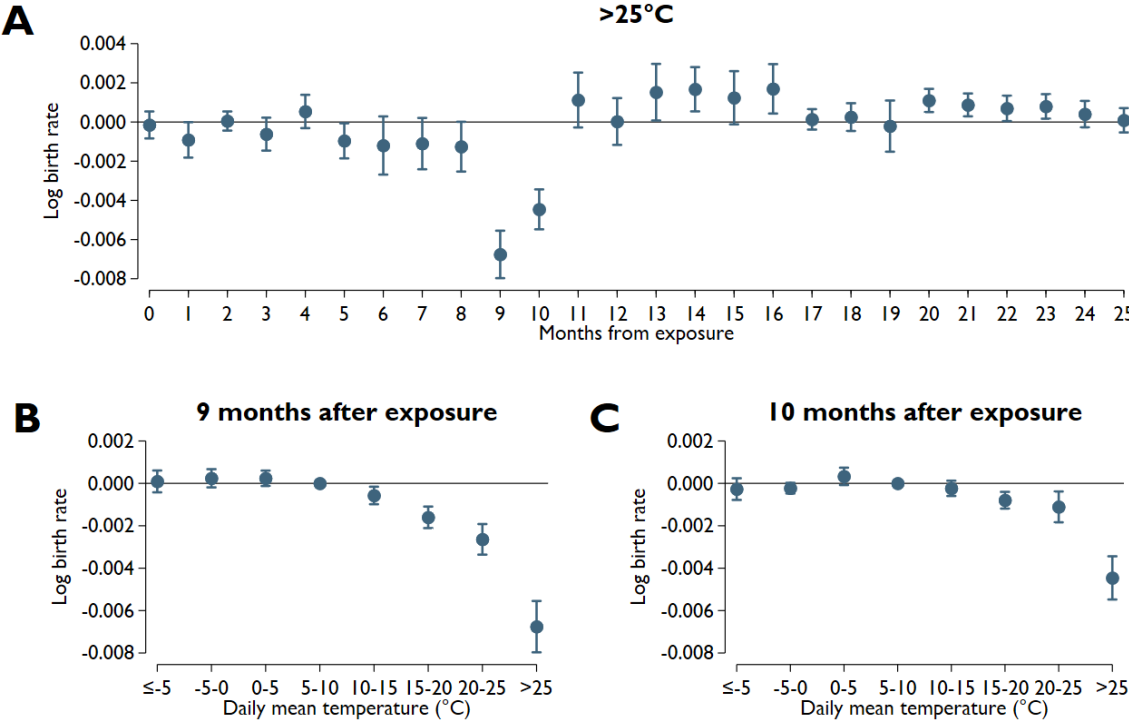 A
>25°C
Log birth rate
0.004
0.002
0.000
-0.002
-0.004
-0.006
-0.008
0 1 2 3 4 5 6 7 8 9 10 11 12 13 14 15 16 17 18 19 20 21 22 23 24 25
Months from exposure
B
9 months after exposure
Log birth rate
0.002
0.000
-0.002
-0.004
-0.006
-0.008
≤-5 -5-0 0-5 5-10 10-15 15-20 20-25 >25
Daily mean temperature (°C)
C
10 months after exposure
Log birth rate
0.002
0.000
-0.002
-0.004
-0.006
-0.008
≤-5 -5-0 0-5 5-10 10-15 15-20 20-25 >25
Daily mean temperature (°C)